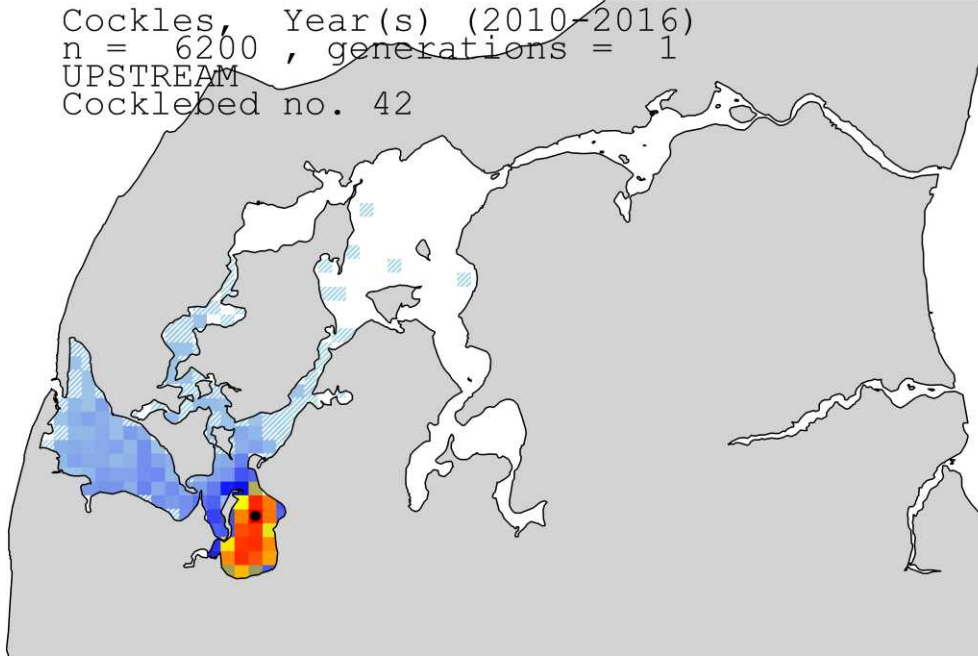 Cockles, Year(s) (2010-2016)
n = 6200 , generations = 1
UPSTREAM
Cocklebed no. 42